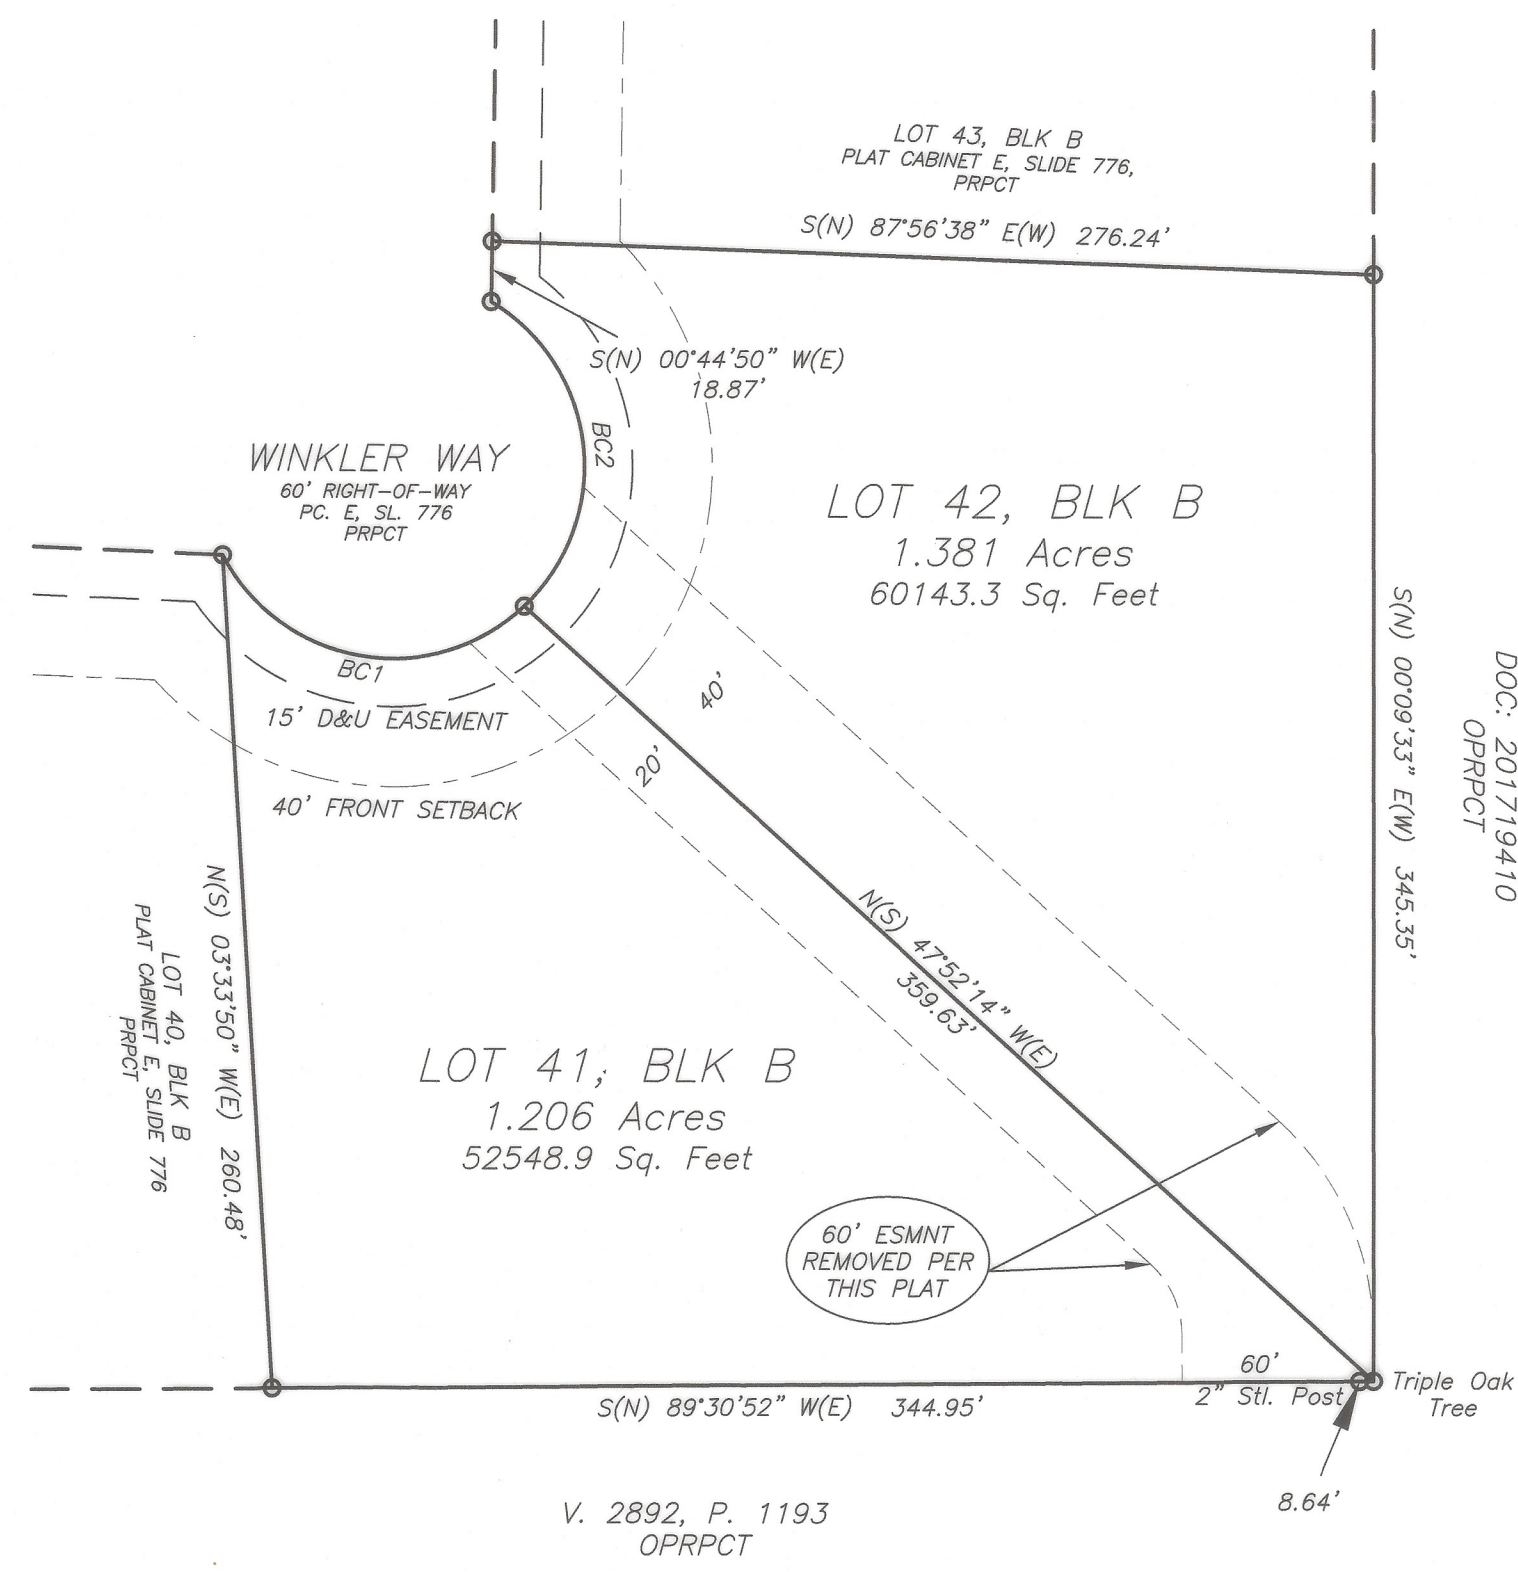 LOT 43, BLK B
PLAT CABINET E, SLIDE 776,
PRPCT
S(N) 87°56'38" E(W) 276.24'
S(N) 00°44'50" W(E)
18.87'
BC2
WINKLER WAY
60' RIGHT-OF-WAY
PC. E, SL. 776
PRPCT
LOT 42, BLK B
1.381 Acres
60143.3 Sq. Feet
S(N) 00°09'33" E(W) 345.35'
DOC: 201719410
OPRPCT
BC1
15' D&U EASEMENT
40' FRONT SETBACK
40'
20'
N(S) 47°52'14" W(E)
359.63'
N(S) 03°33'50" W(E) 260.48'
LOT 40, BLK B
PLAT CABINET E, SLIDE 776
PRPCT
LOT 41, BLK B
1.206 Acres
52548.9 Sq. Feet
60' ESMNT
REMOVED PER
THIS PLAT
60'
2" Stl. Post
Triple Oak
Tree
S(N) 89°30'52" W(E) 344.95'
8.64'
V. 2892, P. 1193
OPRPCT